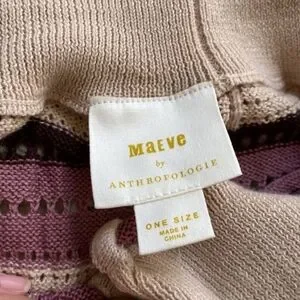 MaEve
by
ANTHROPOLOGIE
ONE SIZE
MADE IN
CHINA